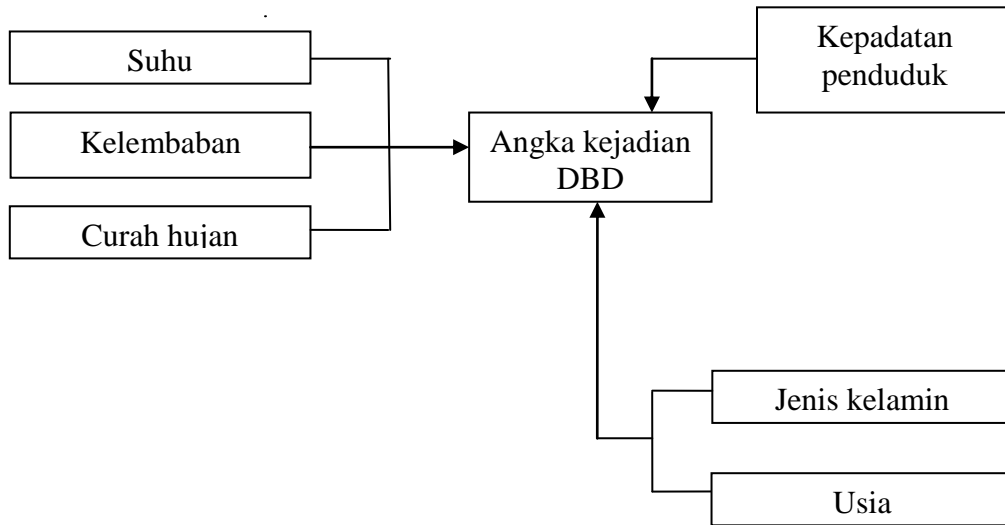 Suhu
Kelembaban
Curah hujan
Angka kejadian
DBD
Kepadatan
penduduk
Jenis kelamin
Usia